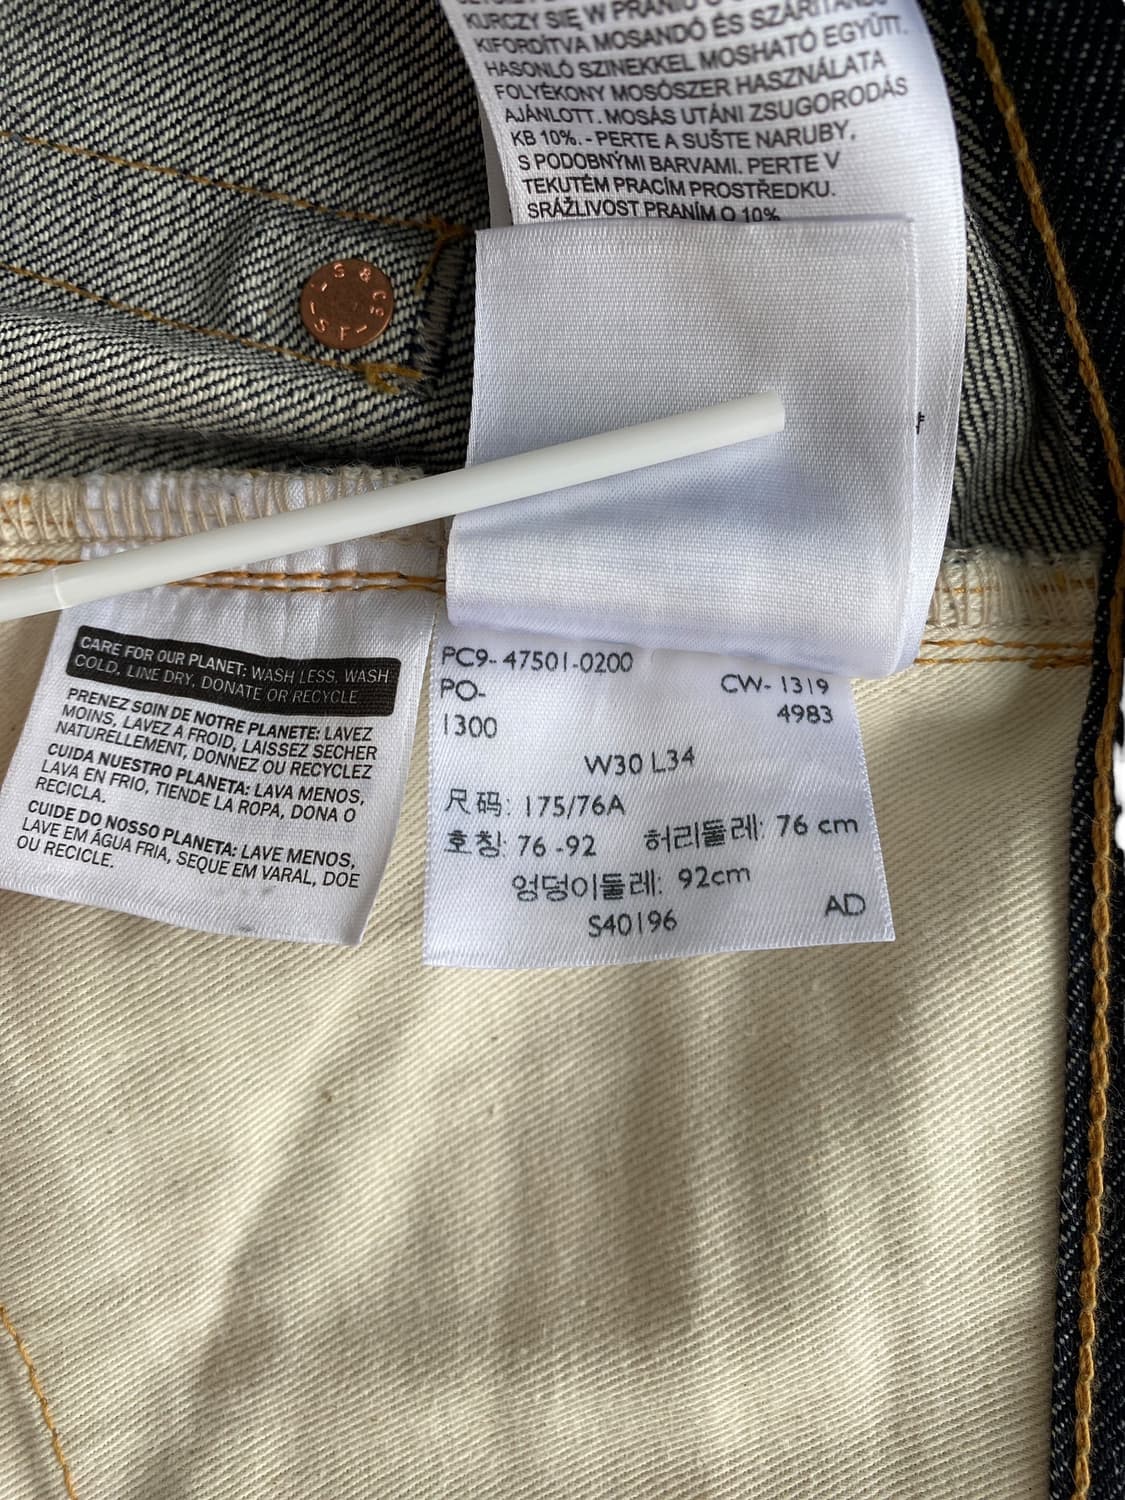 KURCZY SIĘ W PRANIU O
KIFORDÍTVA MOSANDÓ ÉS SZÁRÍTANDÓ
HASONLÓ SZINEKKEL MOSHATÓ EGYÜTT.
FOLYÉKONY MOSÓSZER HASZNÁLATA
AJÁNLOTT. MOSÁS UTÁNI ZSUGORODÁS
KB 10%. - PERTE A SUŠTE NARUBY,
S PODOBNÝMI BARVAMI. PERTE V
TEKUTÉM PRACÍM PROSTŘEDKU.
SRÁŽLIVOST PRANÍM O 10%
S & Co
S F
CARE FOR OUR PLANET: WASH LESS, WASH
COLD, LINE DRY, DONATE OR RECYCLE
PRENEZ SOIN DE NOTRE PLANETE: LAVEZ
MOINS, LAVEZ A FROID, LAISSEZ SECHER
NATURELLEMENT, DONNEZ OU RECYCLEZ
CUIDA NUESTRO PLANETA: LAVA MENOS,
LAVA EN FRIO, TIENDE LA ROPA, DONA O
RECICLA.
CUIDE DO NOSSO PLANETA: LAVE MENOS,
LAVE EM ÁGUA FRIA, SEQUE EM VARAL, DOE
OU RECICLE.
PC9- 47501-0200
PO-
1300
CW- 1319
4983
W30 L34
尺码: 175/76A
호칭: 76 -92 허리둘레: 76 cm
엉덩이둘레: 92cm
S40196
AD